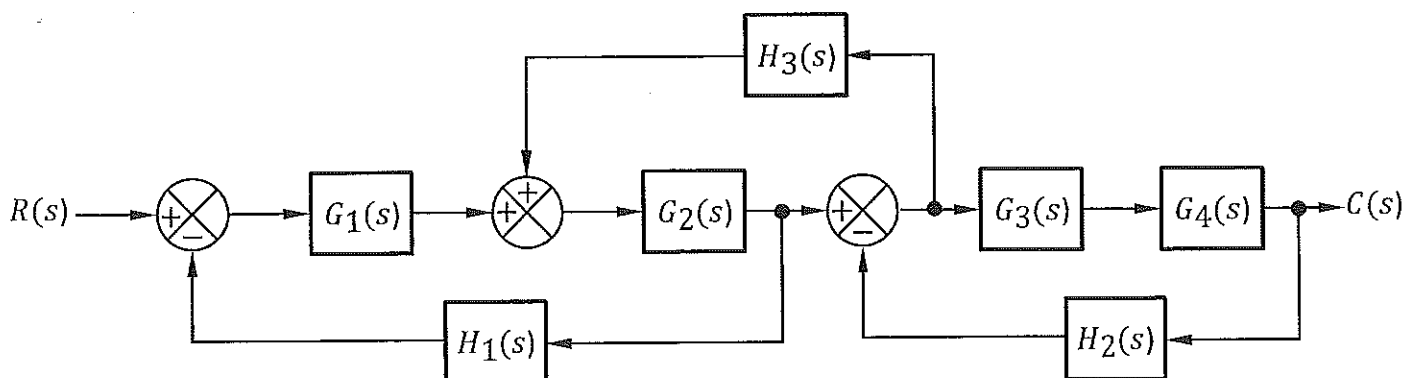 H3(s)
+
R(s) + − G1(s) + G2(s) + − G3(s) G4(s) C(s)
H1(s) H2(s)